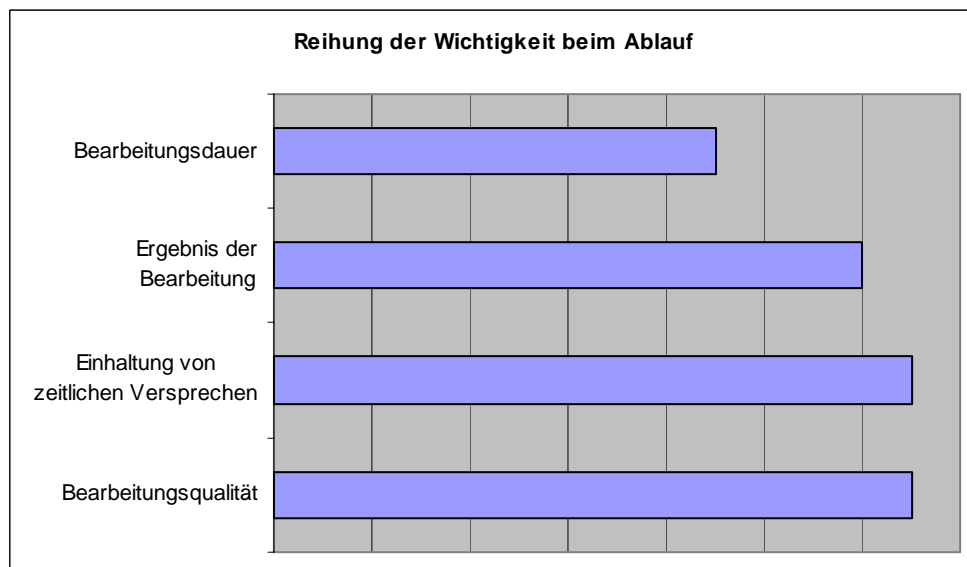 Reihung der Wichtigkeit beim Ablauf
Bearbeitungsdauer
Ergebnis der
Bearbeitung
Einhaltung von
zeitlichen Versprechen
Bearbeitungsqualität